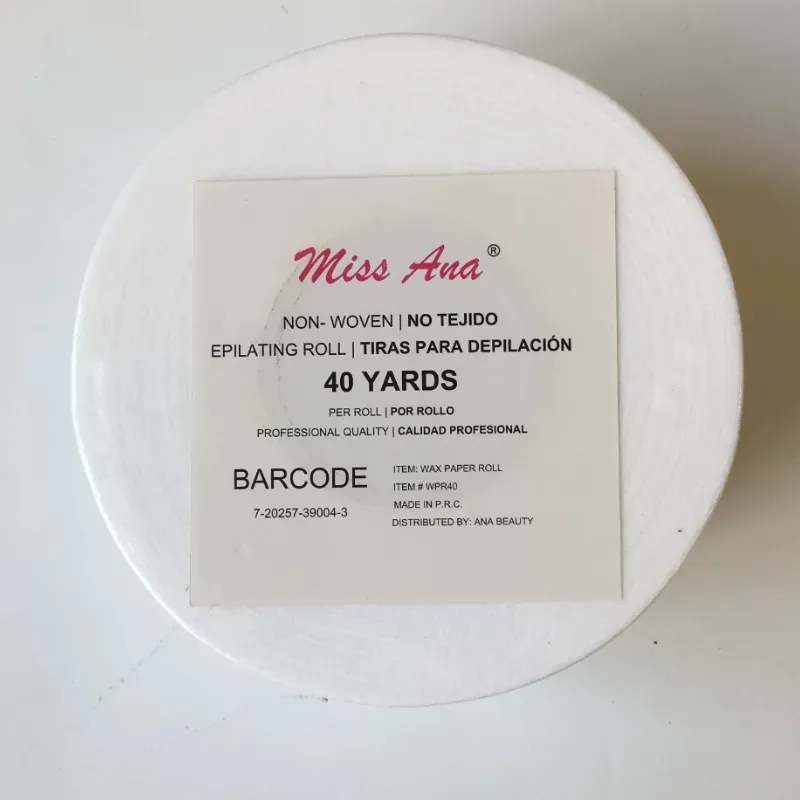 Miss Ana®
NON- WOVEN | NO TEJIDO
EPILATING ROLL | TIRAS PARA DEPILACIÓN
40 YARDS
PER ROLL | POR ROLLO
PROFESSIONAL QUALITY | CALIDAD PROFESIONAL
BARCODE
7-20257-39004-3
ITEM: WAX PAPER ROLL
ITEM # WPR40
MADE IN P.R.C.
DISTRIBUTED BY: ANA BEAUTY